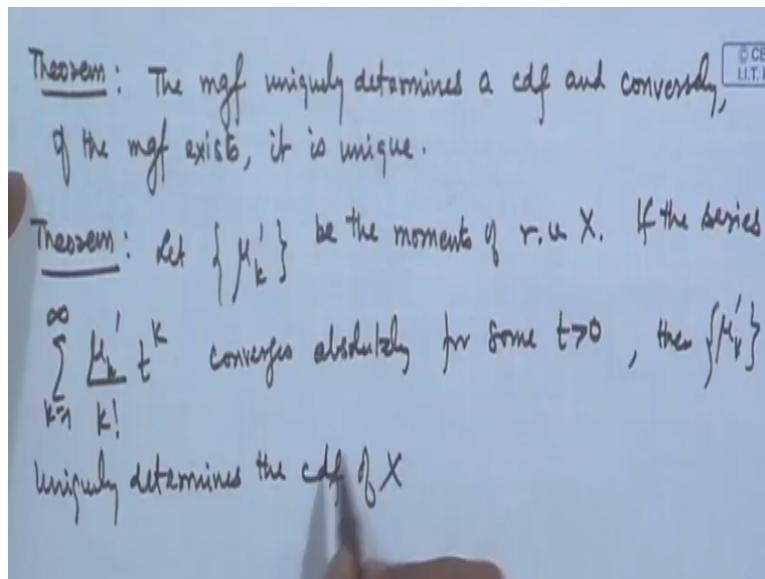 Theorem: The mgf uniquely determines a cdf and conversely,
if the mgf exists, it is unique.
Theorem: Let {μ'ₖ} be the moments of r.v. X. If the series
∞ Σ k=1 μ'ₖ/k! tᵏ converges absolutely for some t>0, then {μ'ₖ}
uniquely determines the cdf of X
© CE
I.I.T.